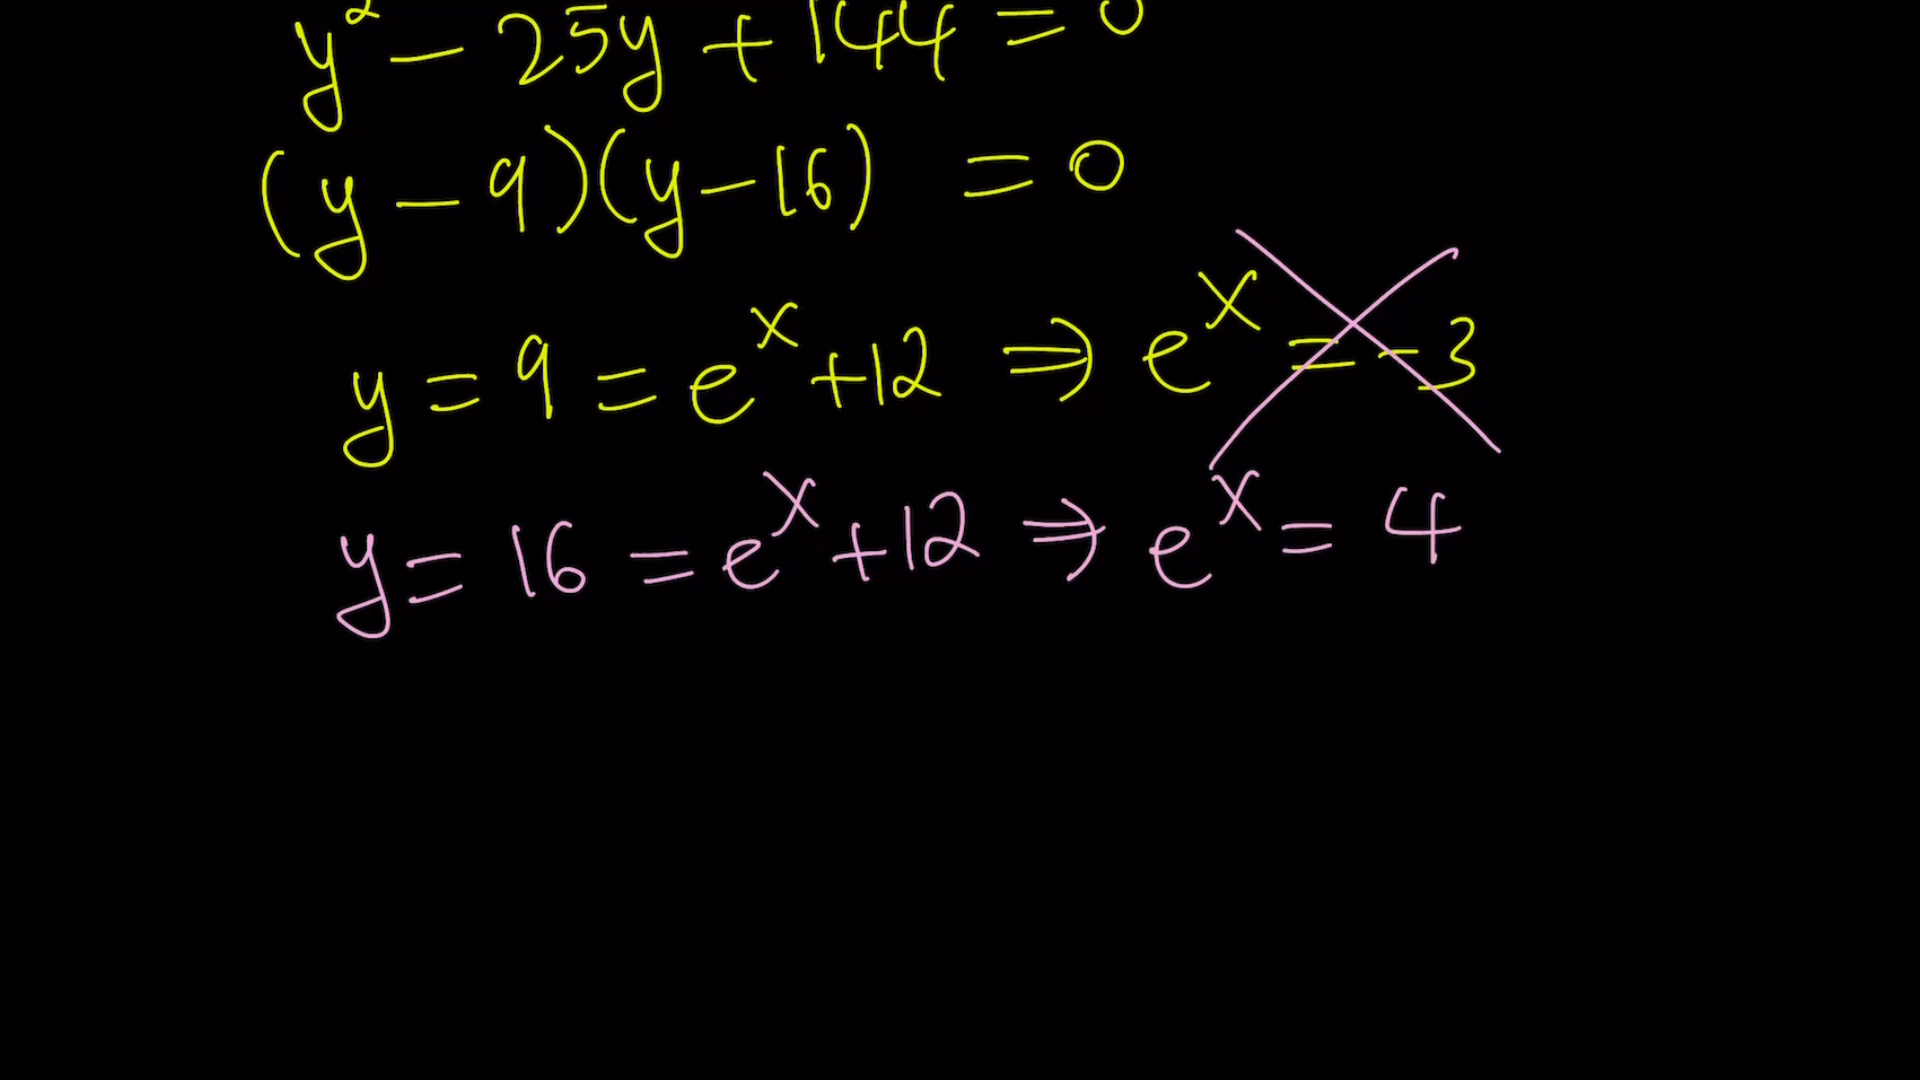 y² - 25y + 144 = 0
(y - 9)(y - 16) = 0
y = 9 = eˣ + 12 ⇒ eˣ = -3
y = 16 = eˣ + 12 ⇒ eˣ = 4